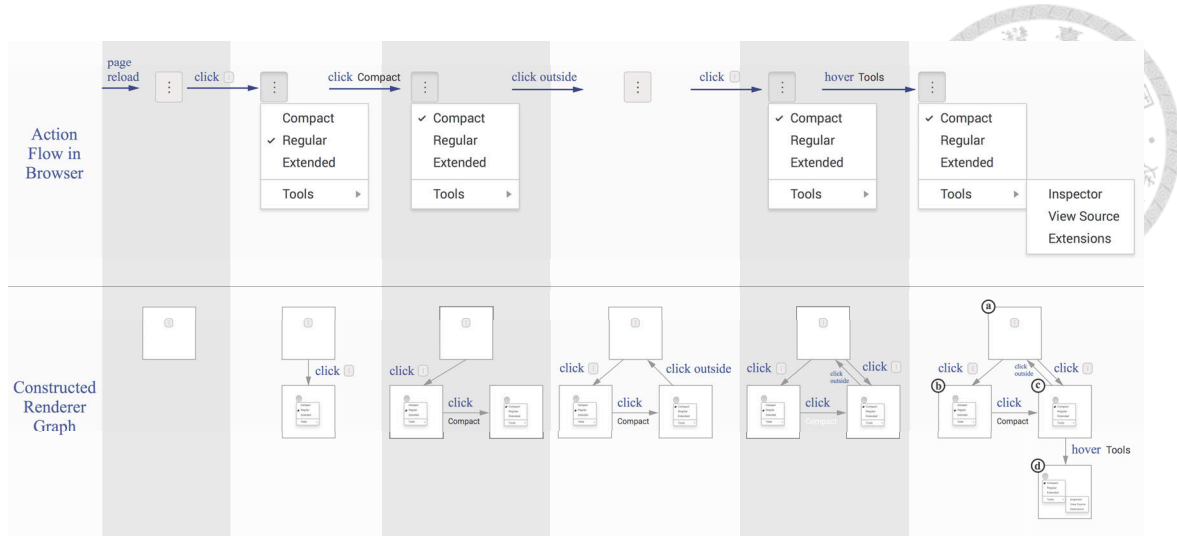 page
reload
click
click Compact
click outside
click
hover Tools
Action
Flow in
Browser
Compact
Regular
Extended
Tools
Compact
Regular
Extended
Tools
Compact
Regular
Extended
Tools
Compact
Regular
Extended
Tools
Inspector
View Source
Extensions
Constructed
Renderer
Graph
click
click
click
Compact
click
click outside
click
Compact
click
click
outside
click
click
Compact
a
click
click
outside
click
b
c
click
Compact
hover Tools
d